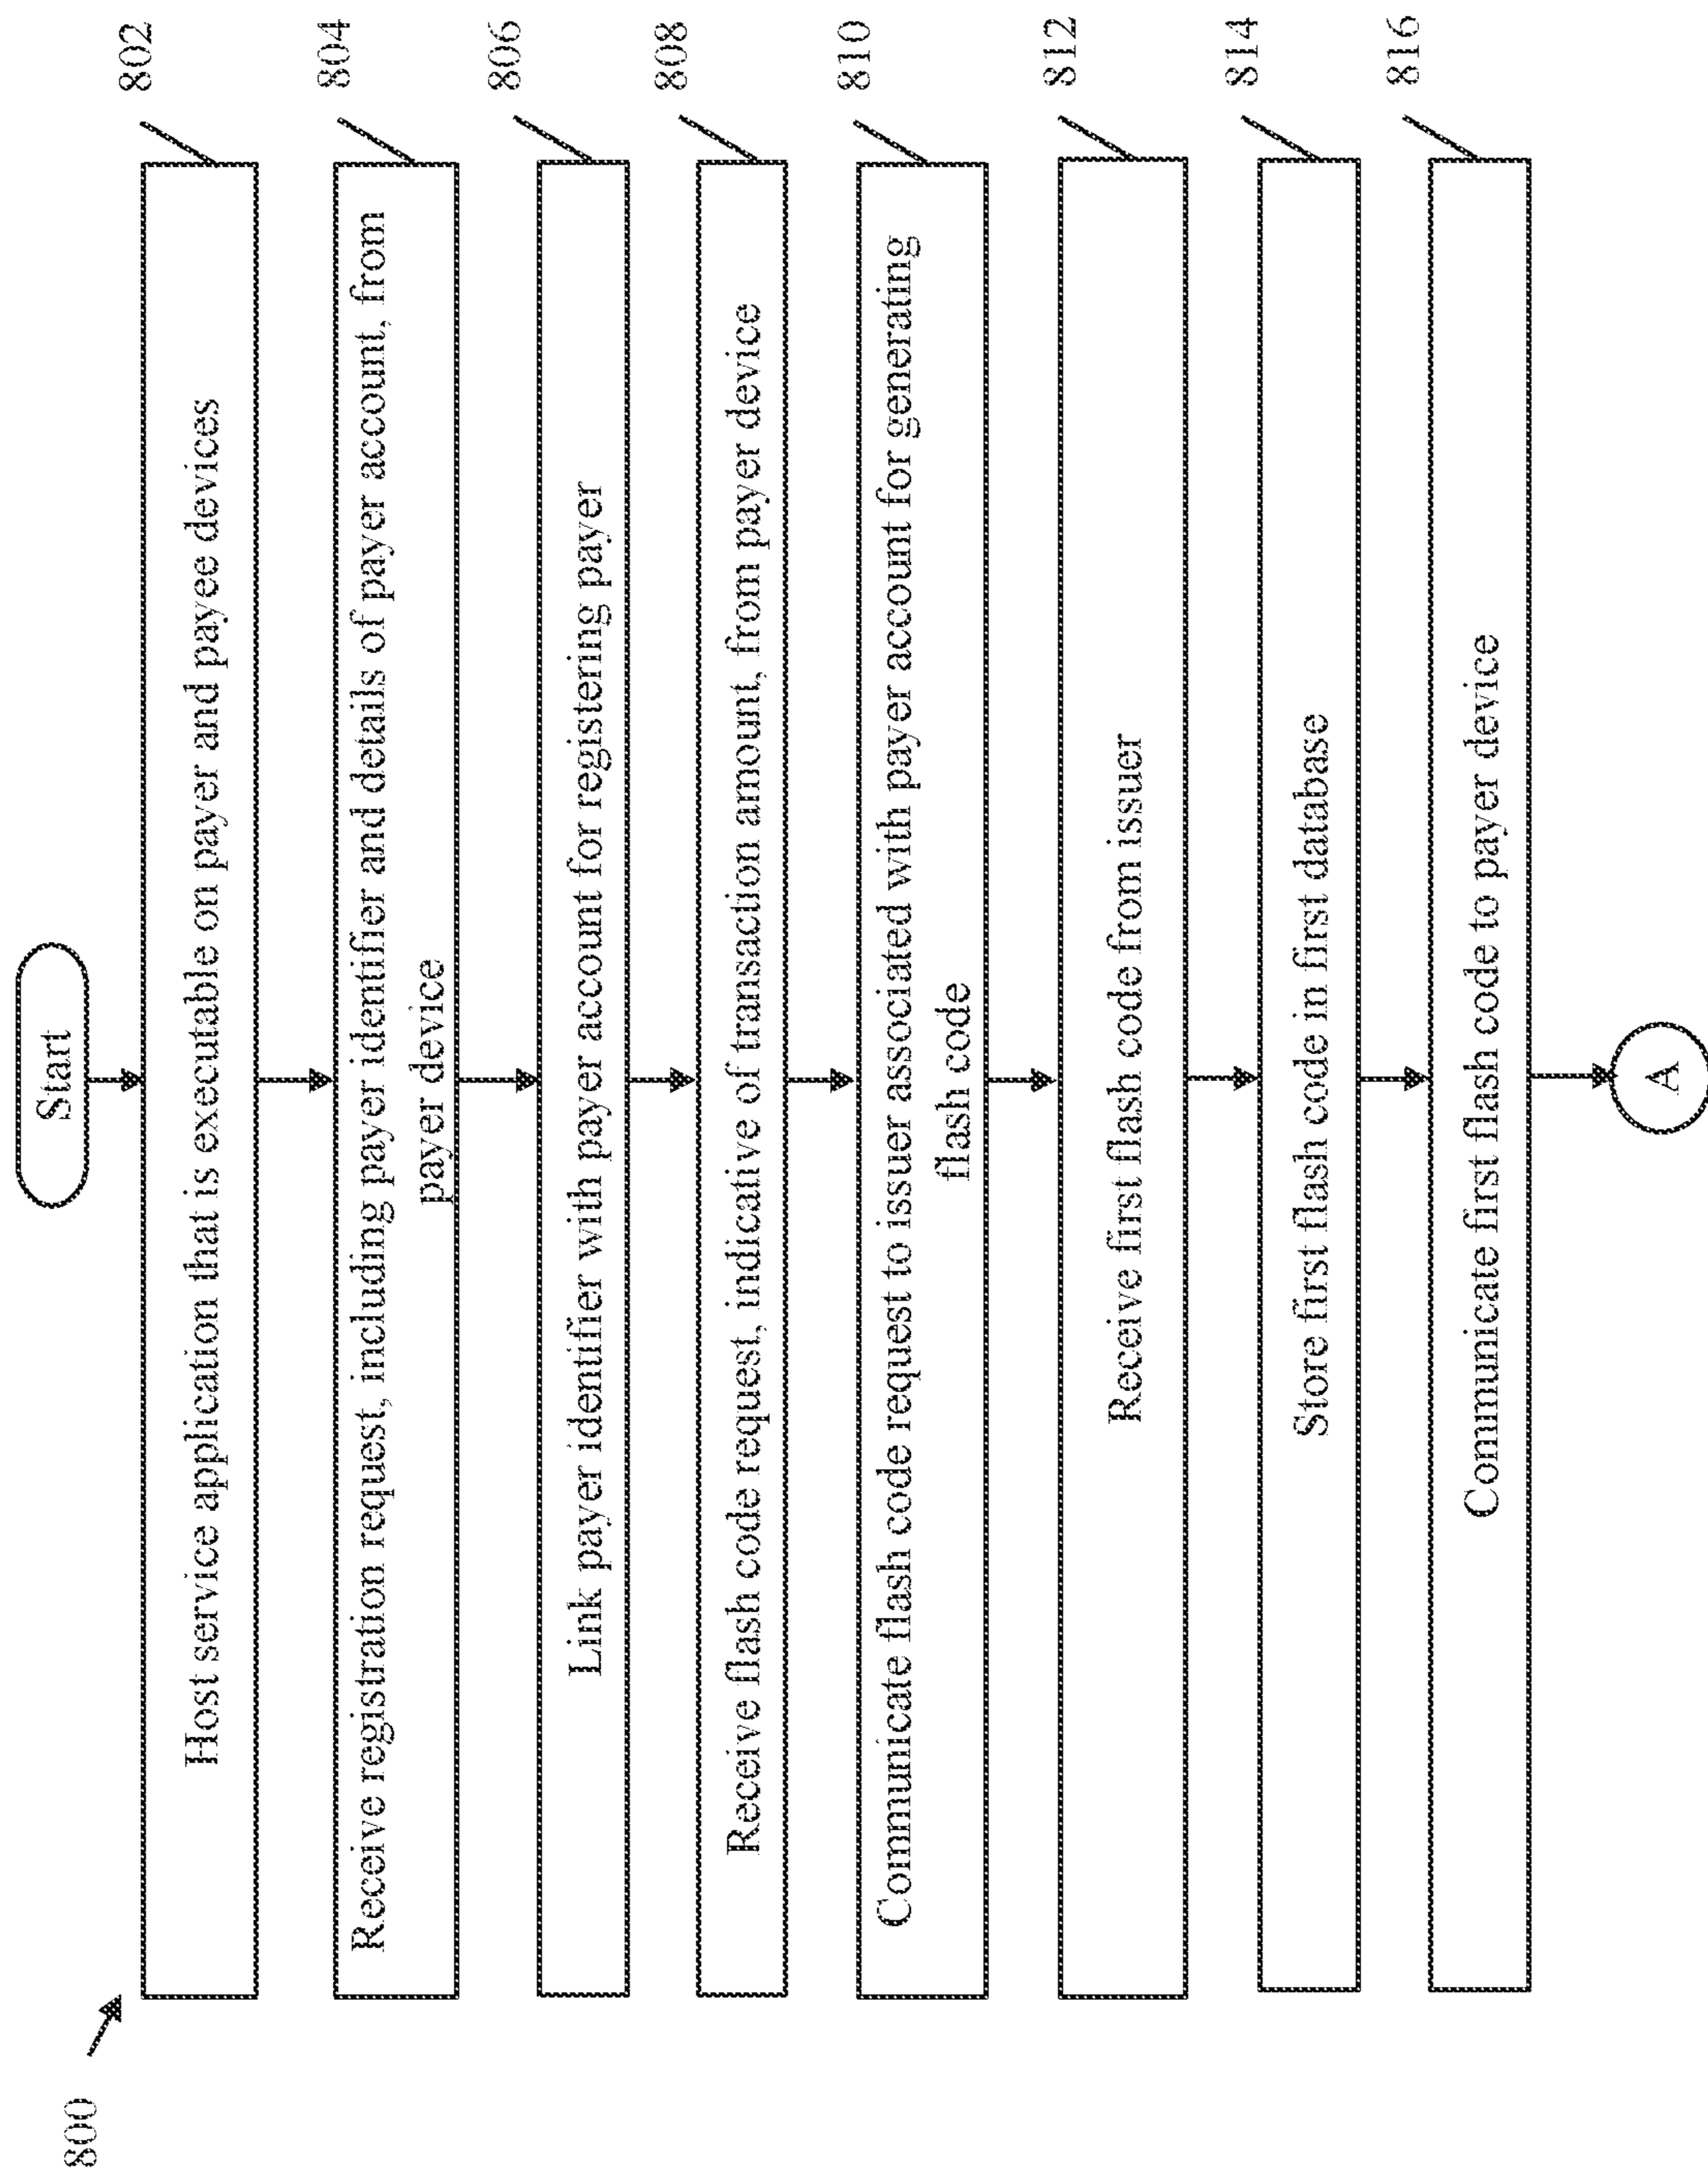 800
Start
Host service application that is executable on payer and payee devices
802
Receive registration request, including payer identifier and details of payer account, from
payer device
804
Link payer identifier with payer account for registering payer
806
Receive flash code request, indicative of transaction amount, from payer device
808
Communicate flash code request to issuer associated with payer account for generating
flash code
810
Receive first flash code from issuer
812
Store first flash code in first database
814
Communicate first flash code to payer device
816
A